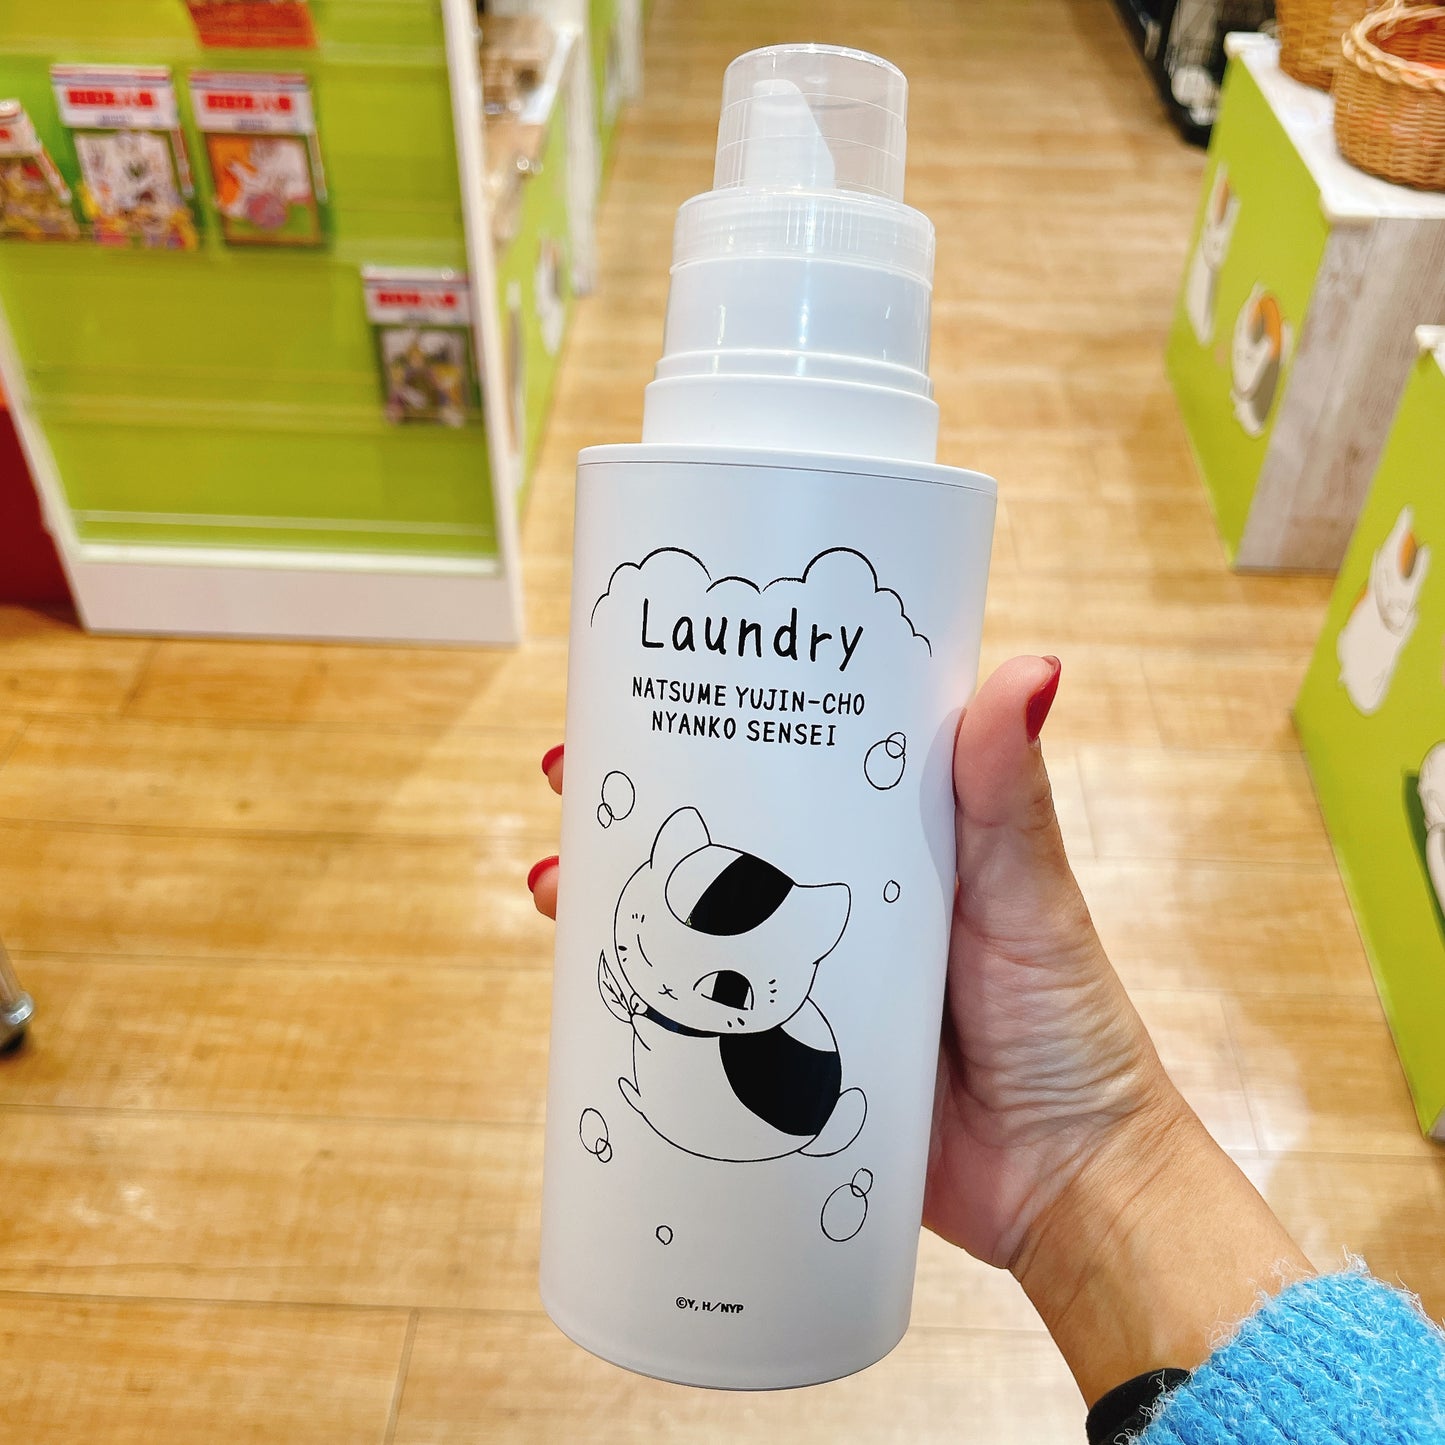 Laundry
NATSUME YUJIN-CHO
NYANKO SENSEI
©Y, H/NYP